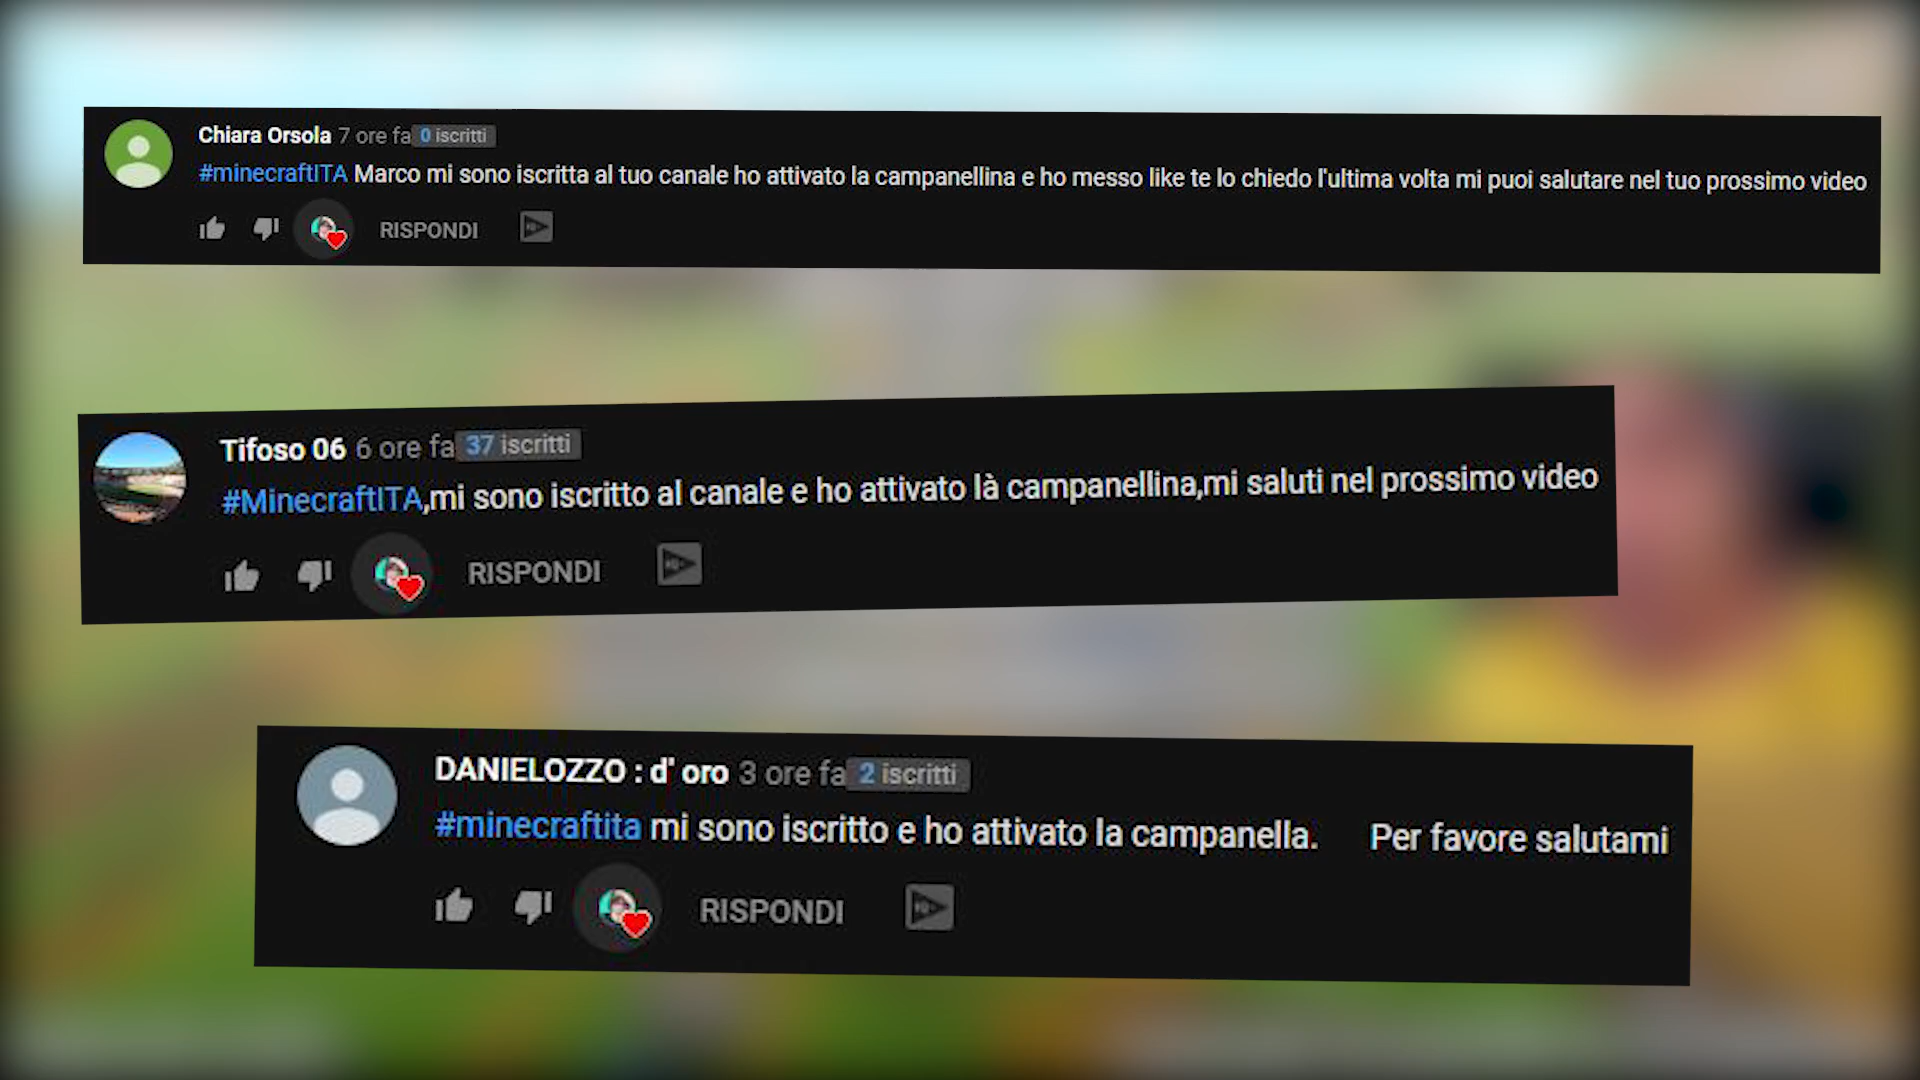 Chiara Orsola 7 ore fa 0 iscritti
#minecraftITA Marco mi sono iscritta al tuo canale ho attivato la campanellina e ho messo like te lo chiedo l'ultima volta mi puoi salutare nel tuo prossimo video
RISPONDI
Tifoso 06 6 ore fa 37 iscritti
#MinecraftITA,mi sono iscritto al canale e ho attivato là campanellina,mi saluti nel prossimo video
RISPONDI
DANIELOZZO : d' oro 3 ore fa 2 iscritti
#minecraftita mi sono iscritto e ho attivato la campanella. Per favore salutami
RISPONDI